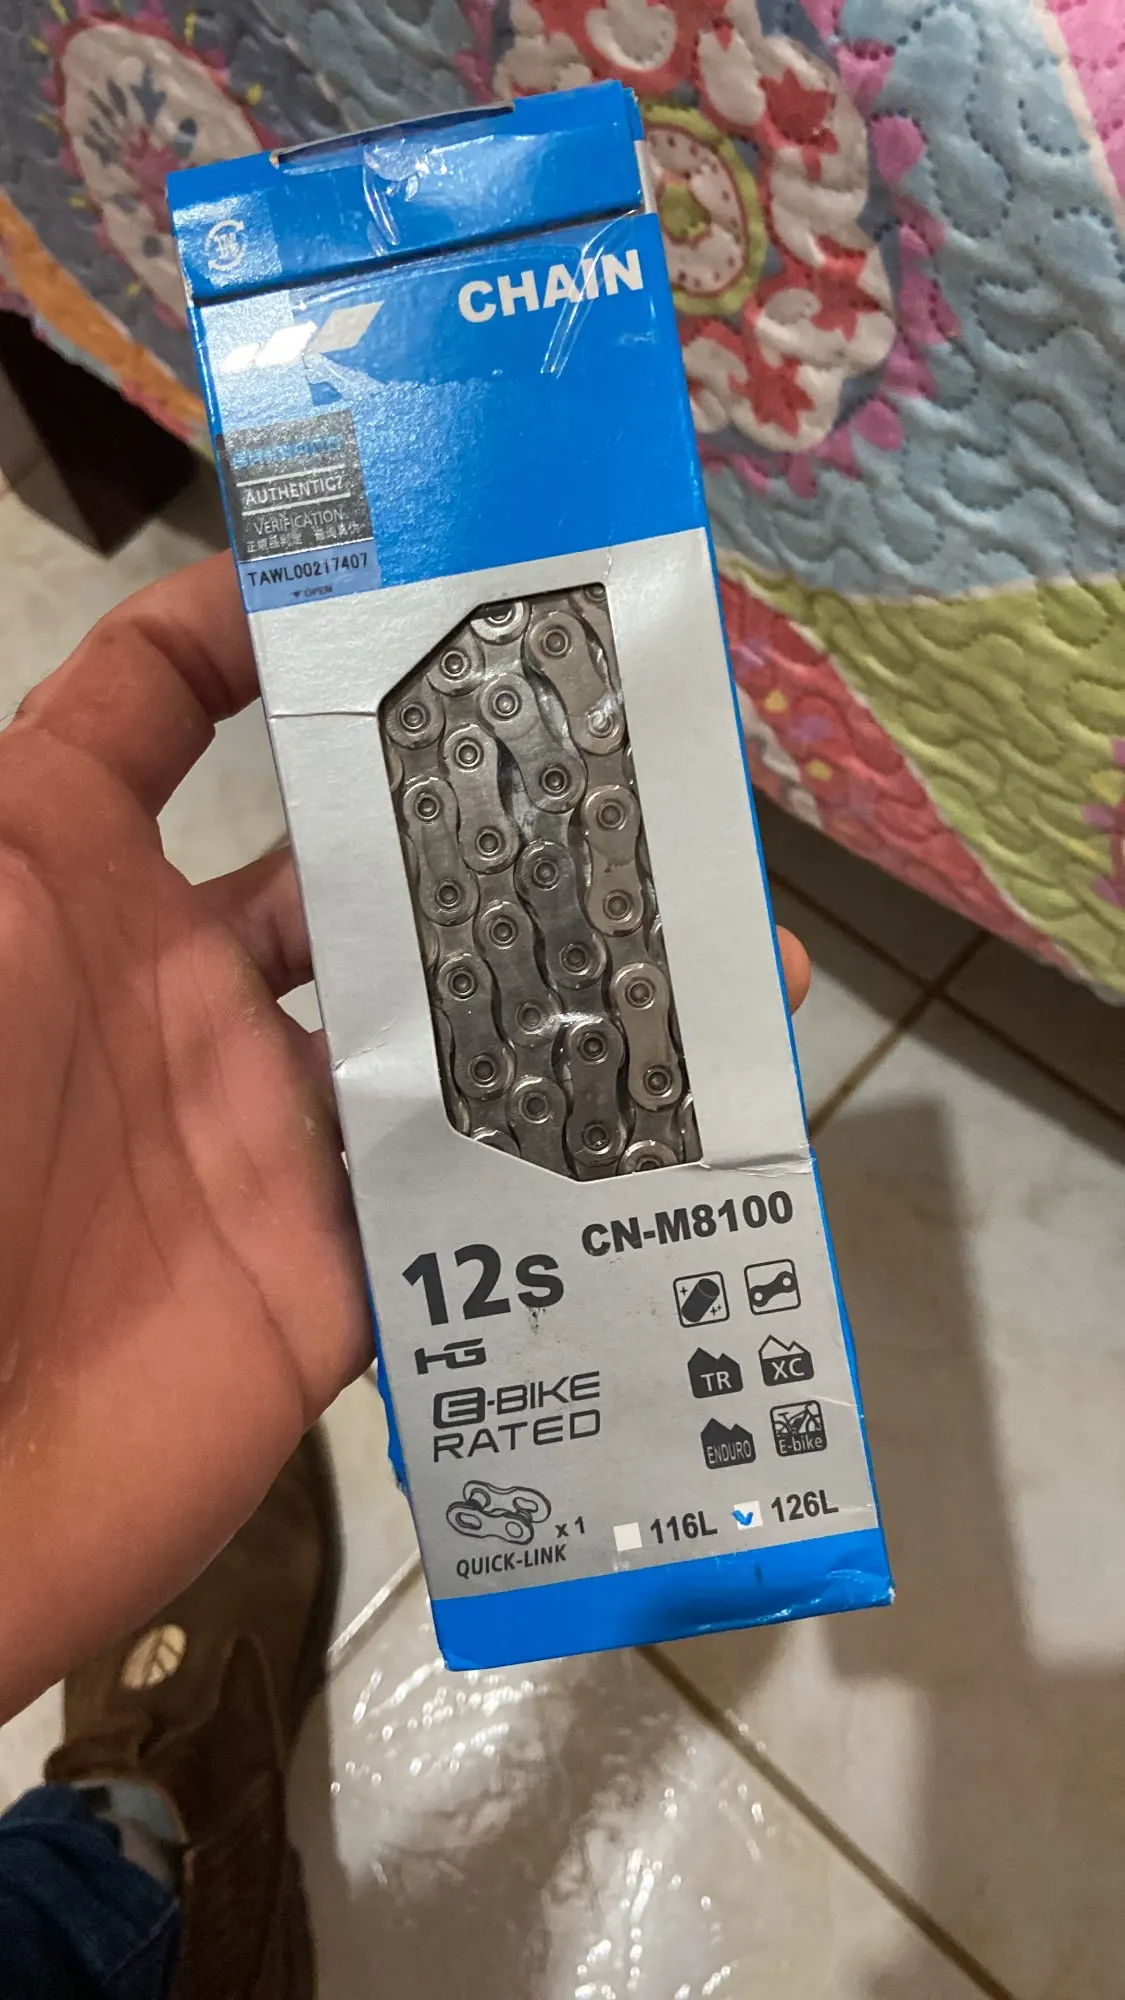 CHAIN
SHIMANO
AUTHENTIC?
VERIFICATION
TAWL00217407
▼ OPEN
CN-M8100
12s
HG
E-BIKE
RATED
TR
XC
ENDURO
E-bike
x 1
QUICK-LINK
116L
126L